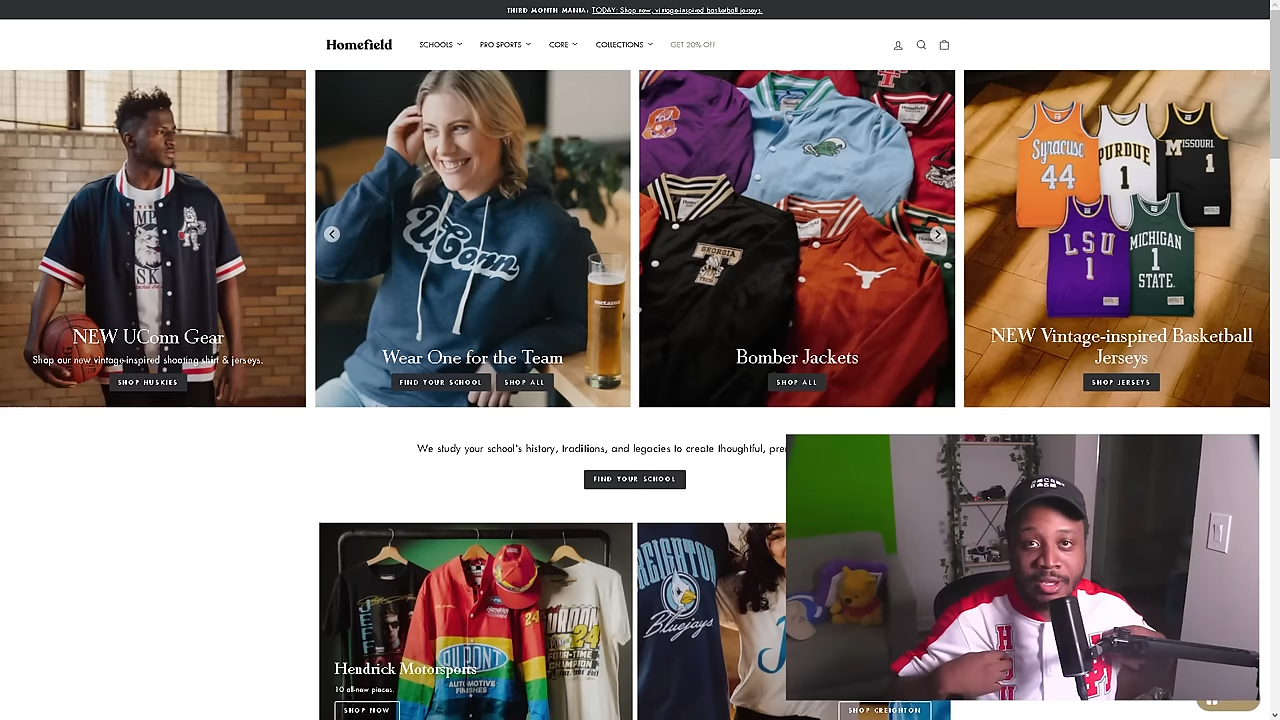 THIRD MONTH MANIA: TODAY: Shop new, vintage-inspired basketball jerseys.
Homefield
SCHOOLS
PRO SPORTS
CORE
COLLECTIONS
GET 20% OFF
Syracuse
44
PURDUE
1
MISSOURI
1
LSU
1
MICHIGAN
1
STATE.
UConn
metazoa
GEORGIA
TECH
NEW UConn Gear
Shop our new vintage-inspired shooting shirt & jerseys.
SHOP HUSKIES
Wear One for the Team
FIND YOUR SCHOOL
SHOP ALL
Bomber Jackets
SHOP ALL
NEW Vintage-inspired Basketball
Jerseys
SHOP JERSEYS
We study your school's history, traditions, and legacies to create thoughtful,
FIND YOUR SCHOOL
JEFF
24
DUPONT
AUTOMOTIVE
FINISHES
24
FOUR-TIME
CHAMPION
CREIGHTON
Bluejays
Hendrick Motorsports
10 all-new pieces.
SHOP NOW
SHOP CREIGHTON